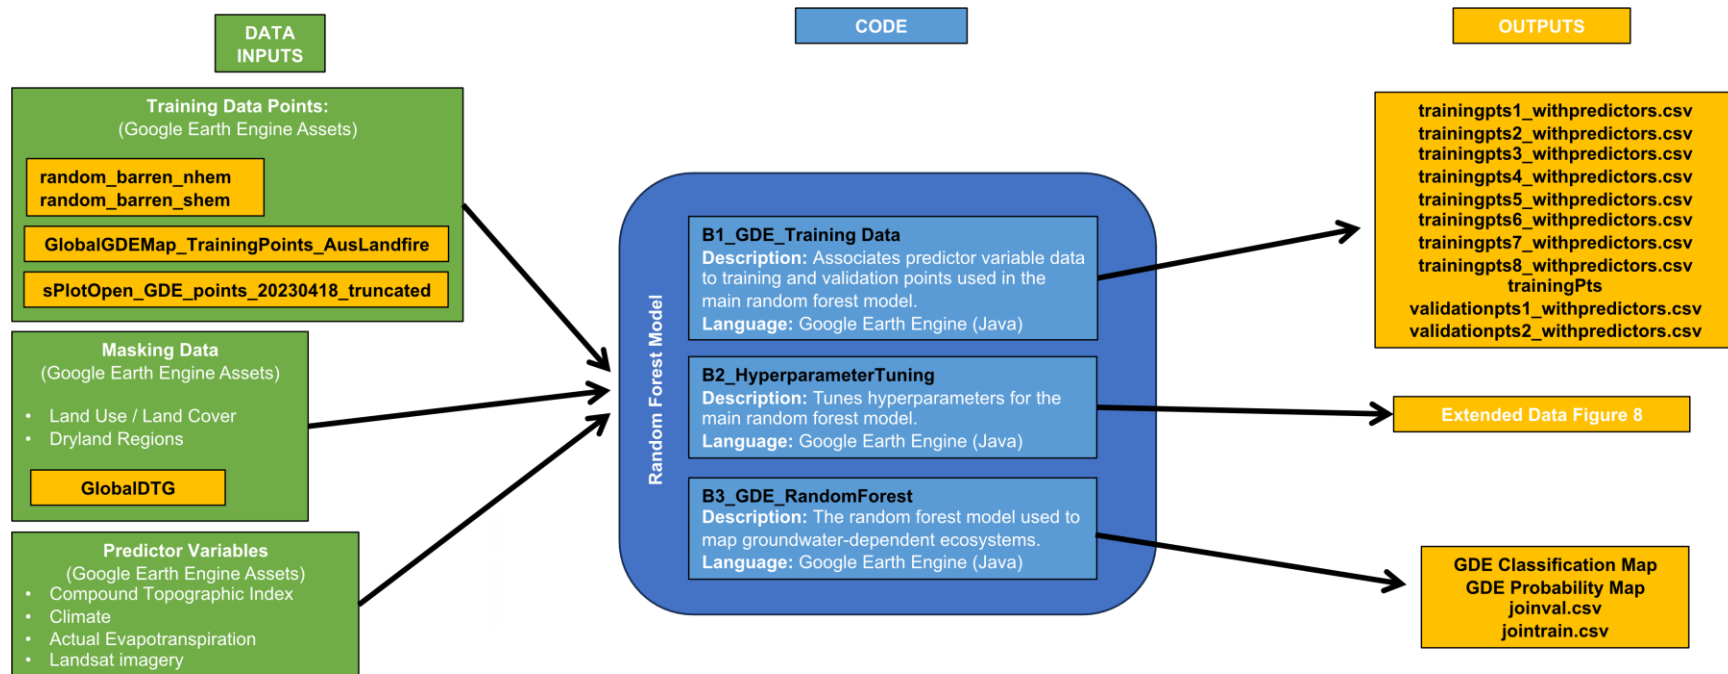 DATA
INPUTS
CODE
OUTPUTS
Training Data Points:
(Google Earth Engine Assets)
random_barren_nhem
random_barren_shem
GlobalGDEMap_TrainingPoints_AusLandfire
sPlotOpen_GDE_points_20230418_truncated
Masking Data
(Google Earth Engine Assets)
• Land Use / Land Cover
• Dryland Regions
GlobalDTG
Predictor Variables
(Google Earth Engine Assets)
• Compound Topographic Index
• Climate
• Actual Evapotranspiration
• Landsat imagery
Random Forest Model
B1_GDE_Training Data
Description: Associates predictor variable data
to training and validation points used in the
main random forest model.
Language: Google Earth Engine (Java)
B2_HyperparameterTuning
Description: Tunes hyperparameters for the
main random forest model.
Language: Google Earth Engine (Java)
B3_GDE_RandomForest
Description: The random forest model used to
map groundwater-dependent ecosystems.
Language: Google Earth Engine (Java)
trainingpts1_withpredictors.csv
trainingpts2_withpredictors.csv
trainingpts3_withpredictors.csv
trainingpts4_withpredictors.csv
trainingpts5_withpredictors.csv
trainingpts6_withpredictors.csv
trainingpts7_withpredictors.csv
trainingpts8_withpredictors.csv
trainingPts
validationpts1_withpredictors.csv
validationpts2_withpredictors.csv
Extended Data Figure 8
GDE Classification Map
GDE Probability Map
joinval.csv
jointrain.csv